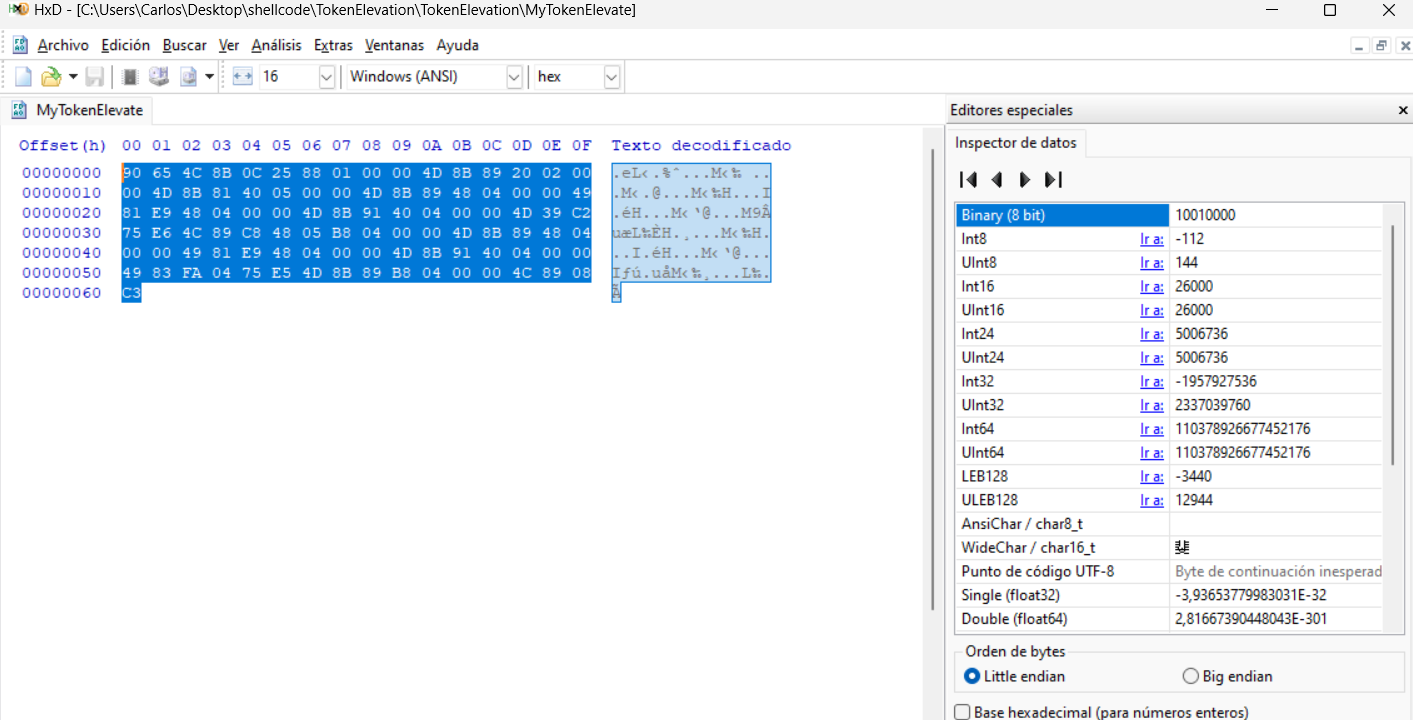 HxD - [C:\Users\Carlos\Desktop\shellcode\TokenElevation\TokenElevation\MyTokenElevate]
Archivo Edición Buscar Ver Análisis Extras Ventanas Ayuda
16 Windows (ANSI) hex
MyTokenElevate
Offset(h) 00 01 02 03 04 05 06 07 08 09 0A 0B 0C 0D 0E 0F Texto decodificado
00000000 90 65 4C 8B 0C 25 88 01 00 00 4D 8B 89 20 02 00 .eL‹.%ˆ...M‹‰ ..
00000010 00 4D 8B 81 40 05 00 00 4D 8B 89 48 04 00 00 49 .M‹.@...M‹‰H...I
00000020 81 E9 48 04 00 00 4D 8B 91 40 04 00 00 4D 39 C2 .éH...M‹‘@...M9Â
00000030 75 E6 4C 89 C8 48 05 B8 04 00 00 4D 8B 89 48 04 uæL‰ÈH.¸...M‹‰H.
00000040 00 00 49 81 E9 48 04 00 00 4D 8B 91 40 04 00 00 ..I.éH...M‹‘@...
00000050 49 83 FA 04 75 E5 4D 8B 89 B8 04 00 00 4C 89 08 Iƒú.uåM‹‰¸...L‰.
00000060 C3 Ã
Editores especiales
Inspector de datos
Binary (8 bit) 10010000
Int8 Ir a: -112
UInt8 Ir a: 144
Int16 Ir a: 26000
UInt16 Ir a: 26000
Int24 Ir a: 5006736
UInt24 Ir a: 5006736
Int32 Ir a: -1957927536
UInt32 Ir a: 2337039760
Int64 Ir a: 110378926677452176
UInt64 Ir a: 110378926677452176
LEB128 Ir a: -3440
ULEB128 Ir a: 12944
AnsiChar / char8_t
WideChar / char16_t
Punto de código UTF-8 Byte de continuación inesperad
Single (float32) -3,93653779983031E-32
Double (float64) 2,81667390448043E-301
Orden de bytes
Little endian Big endian
Base hexadecimal (para números enteros)